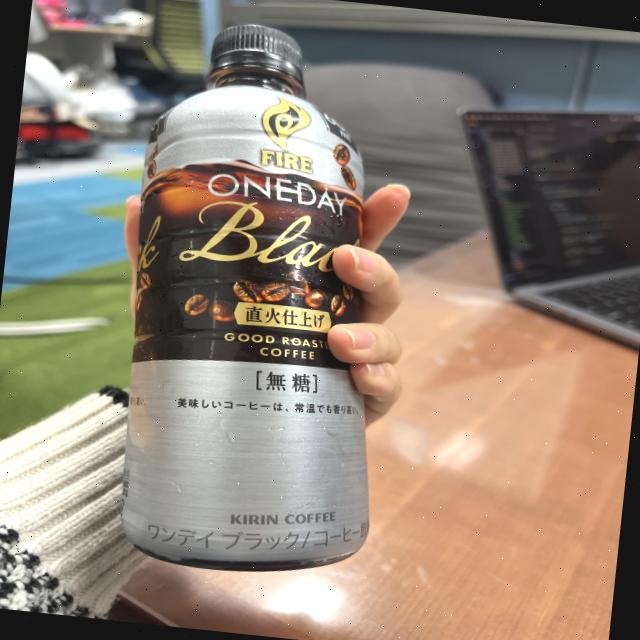 FIRE
ONEDAY
Blac
直火仕上げ
GOOD ROAST
COFFEE
[無糖]
美味しいコーヒーは、常温でも香り高い
KIRIN COFFEE
ワンデイ ブラック/コーヒー